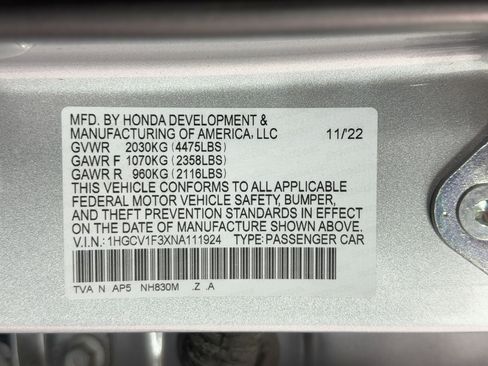 MFD. BY HONDA DEVELOPMENT &
MANUFACTURING OF AMERICA, LLC 11/'22
GVWR 2030KG (4475LBS)
GAWR F 1070KG (2358LBS)
GAWR R 960KG (2116LBS)
THIS VEHICLE CONFORMS TO ALL APPLICABLE
FEDERAL MOTOR VEHICLE SAFETY, BUMPER,
AND THEFT PREVENTION STANDARDS IN EFFECT
ON THE DATE OF MANUFACTURE SHOWN ABOVE.
V.I.N.: 1HGCV1F3XNA111924 TYPE: PASSENGER CAR
TVA N AP5 NH830M .Z .A